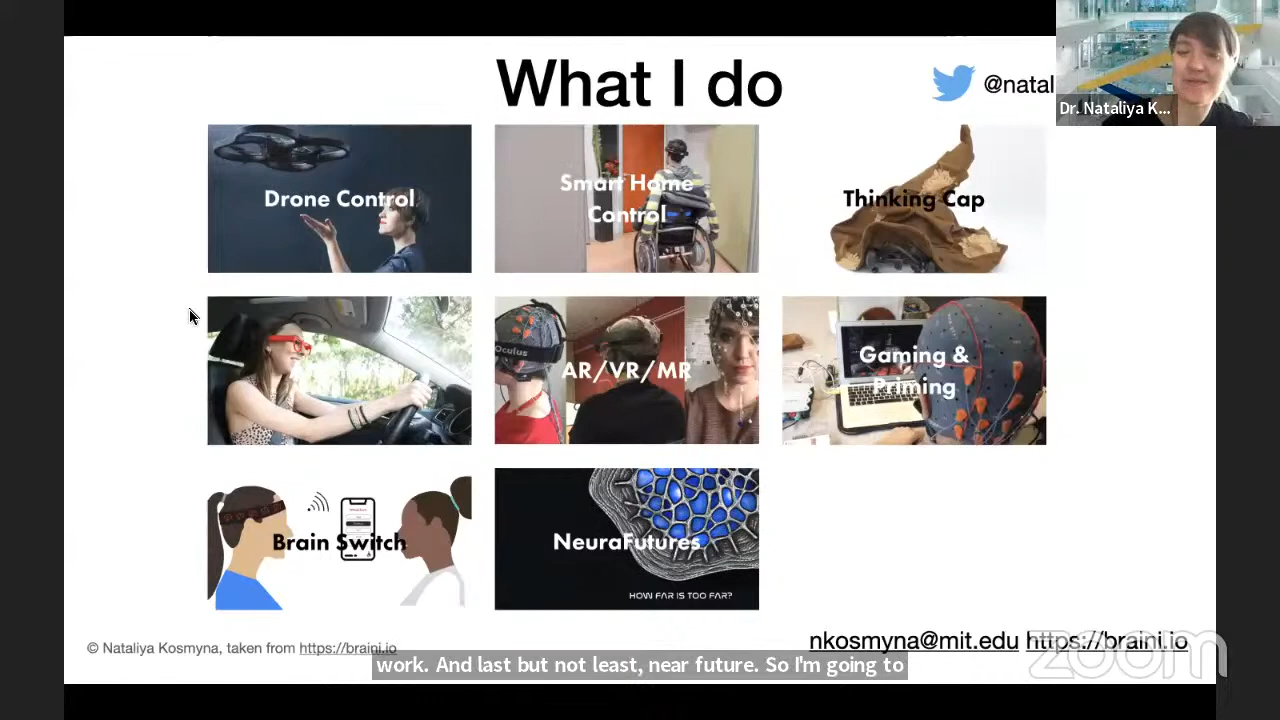 What I do
@natal
Dr. Nataliya K...
Drone Control
Smart Home
Control
Thinking Cap
Oculus
AR/VR/MR
Gaming &
Priming
Brain Switch
NeuraFutures
HOW FAR IS TOO FAR?
© Nataliya Kosmyna, taken from https://braini.io
nkosmyna@mit.edu https://braini.io
zoom
work. And last but not least, near future. So I'm going to